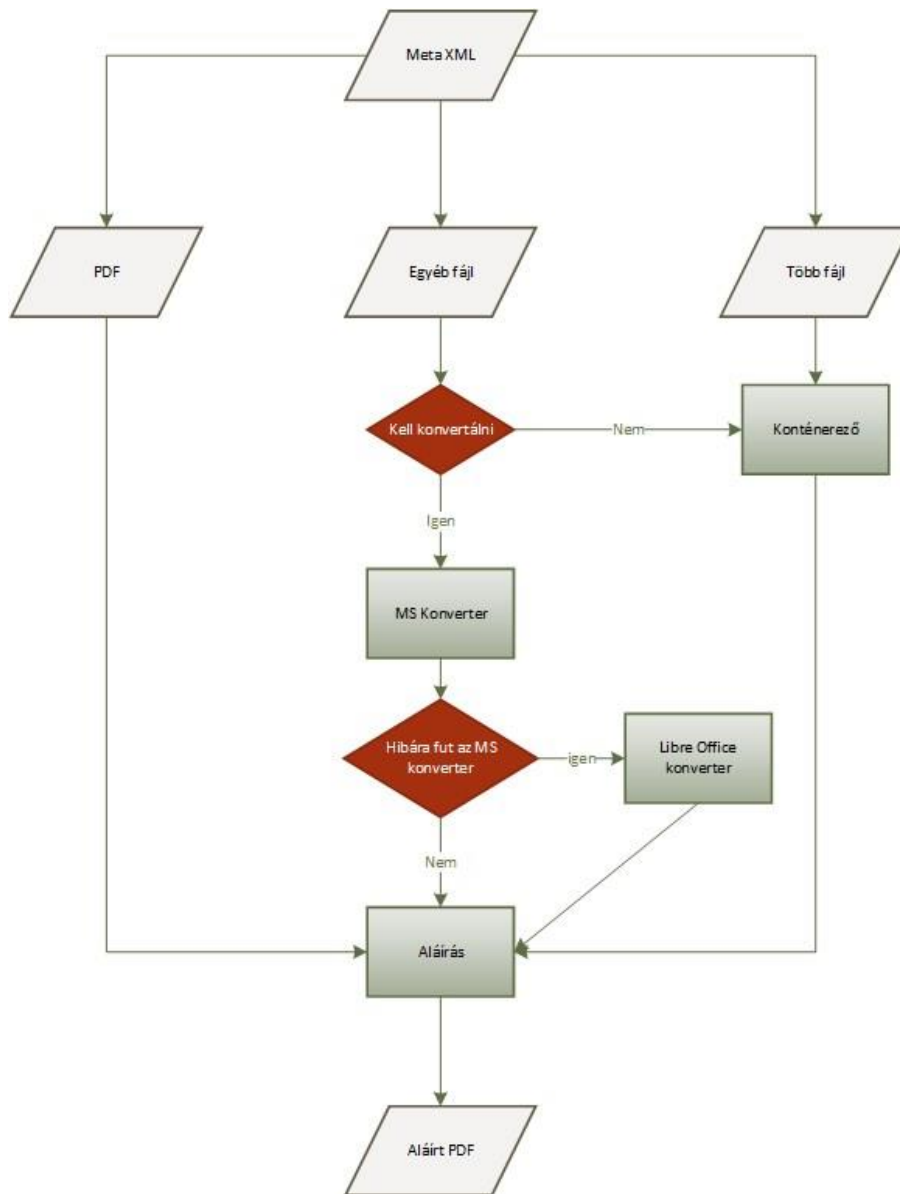 Meta XML
PDF
Egyéb fájl
Több fájl
Kell konvertálni
Nem
Konténerező
Igen
MS Konverter
Hibára fut az MS
konverter
igen
Libre Office
konverter
Nem
Aláírás
Aláírt PDF